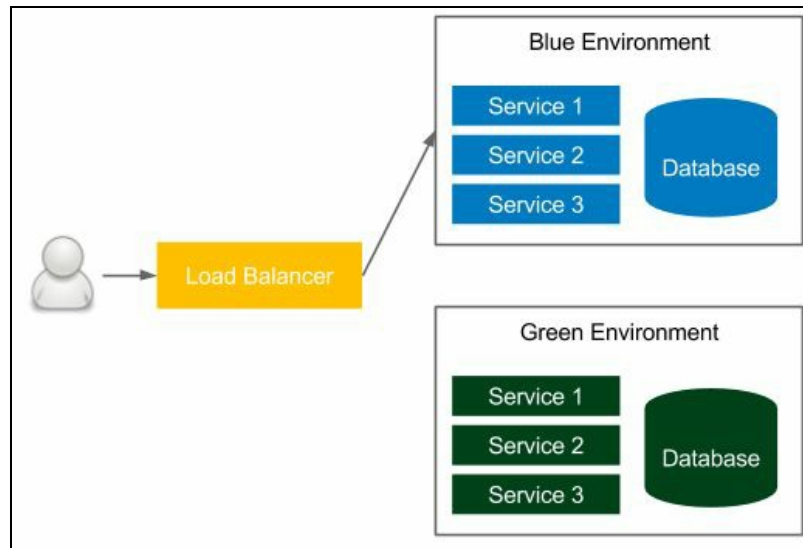 Blue Environment
Service 1
Service 2
Service 3
Database
Load Balancer
Green Environment
Service 1
Service 2
Service 3
Database